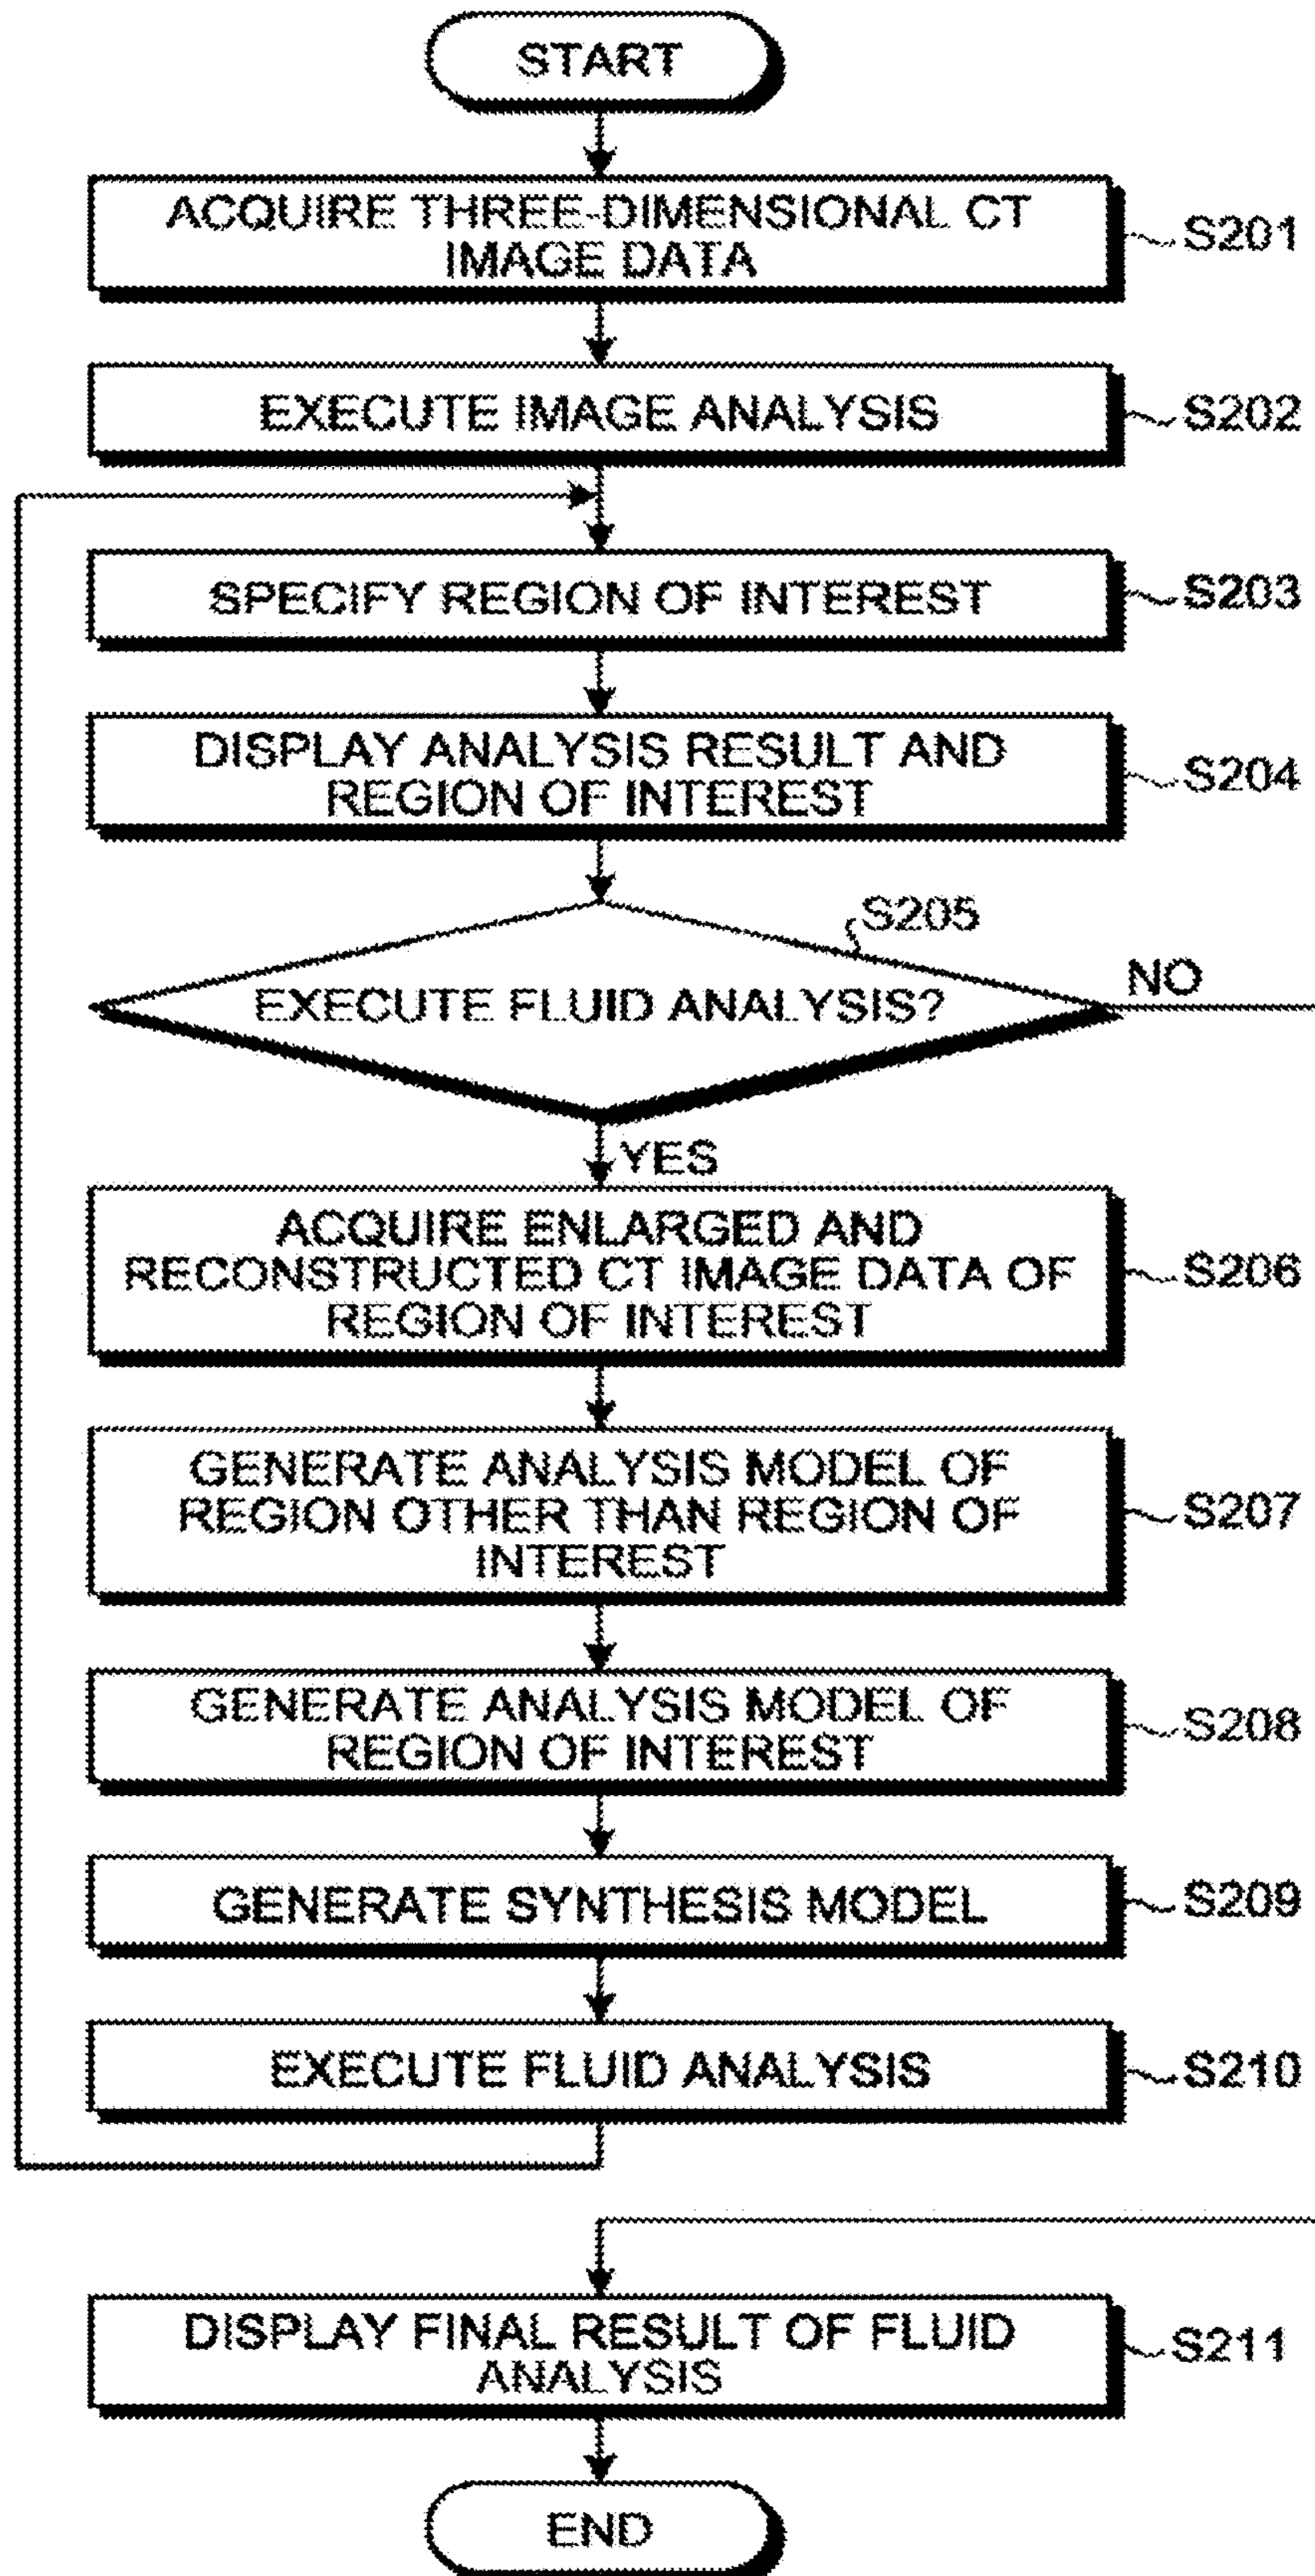 START
ACQUIRE THREE-DIMENSIONAL CT
IMAGE DATA
S201
EXECUTE IMAGE ANALYSIS
S202
SPECIFY REGION OF INTEREST
S203
DISPLAY ANALYSIS RESULT AND
REGION OF INTEREST
S204
S205
EXECUTE FLUID ANALYSIS?
NO
YES
ACQUIRE ENLARGED AND
RECONSTRUCTED CT IMAGE DATA OF
REGION OF INTEREST
S206
GENERATE ANALYSIS MODEL OF
REGION OTHER THAN REGION OF
INTEREST
S207
GENERATE ANALYSIS MODEL OF
REGION OF INTEREST
S208
GENERATE SYNTHESIS MODEL
S209
EXECUTE FLUID ANALYSIS
S210
DISPLAY FINAL RESULT OF FLUID
ANALYSIS
S211
END